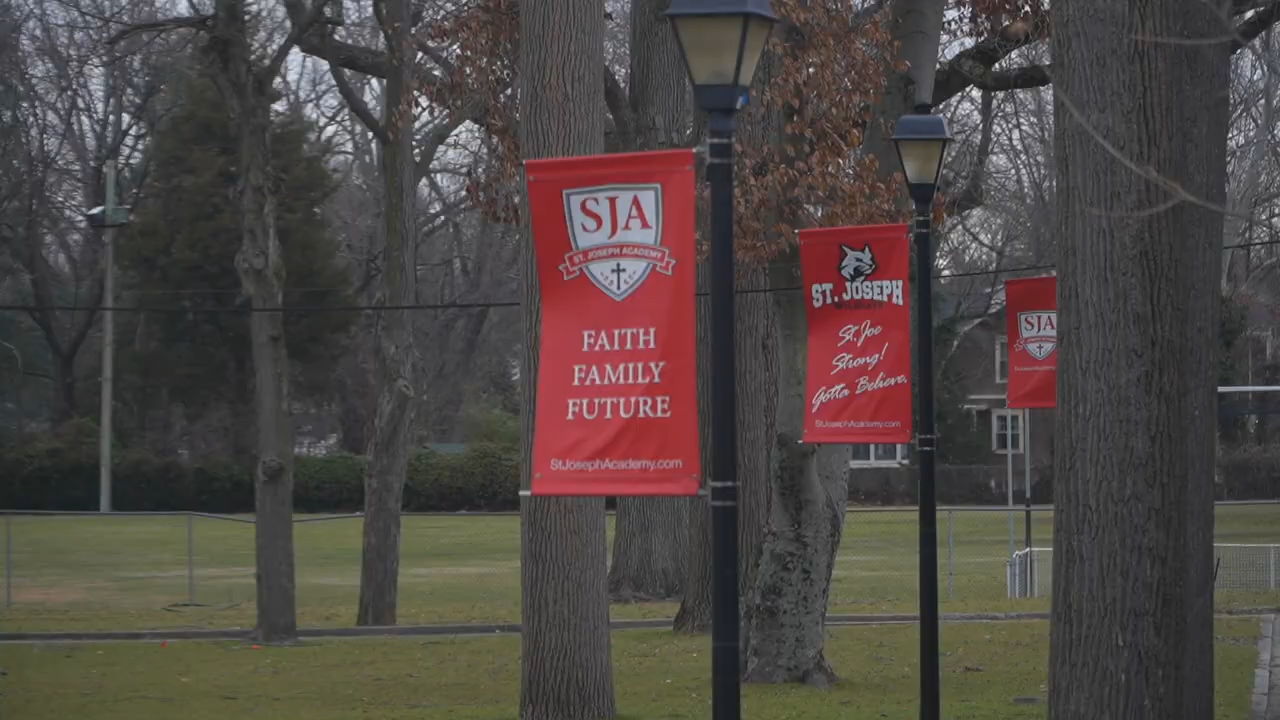 SJA
ST. JOSEPH ACADEMY
FAITH
FAMILY
FUTURE
StJosephAcademy.com
ST. JOSEPH
St. Joe
Strong!
Gotta Believe.
StJosephAcademy.com
SJA